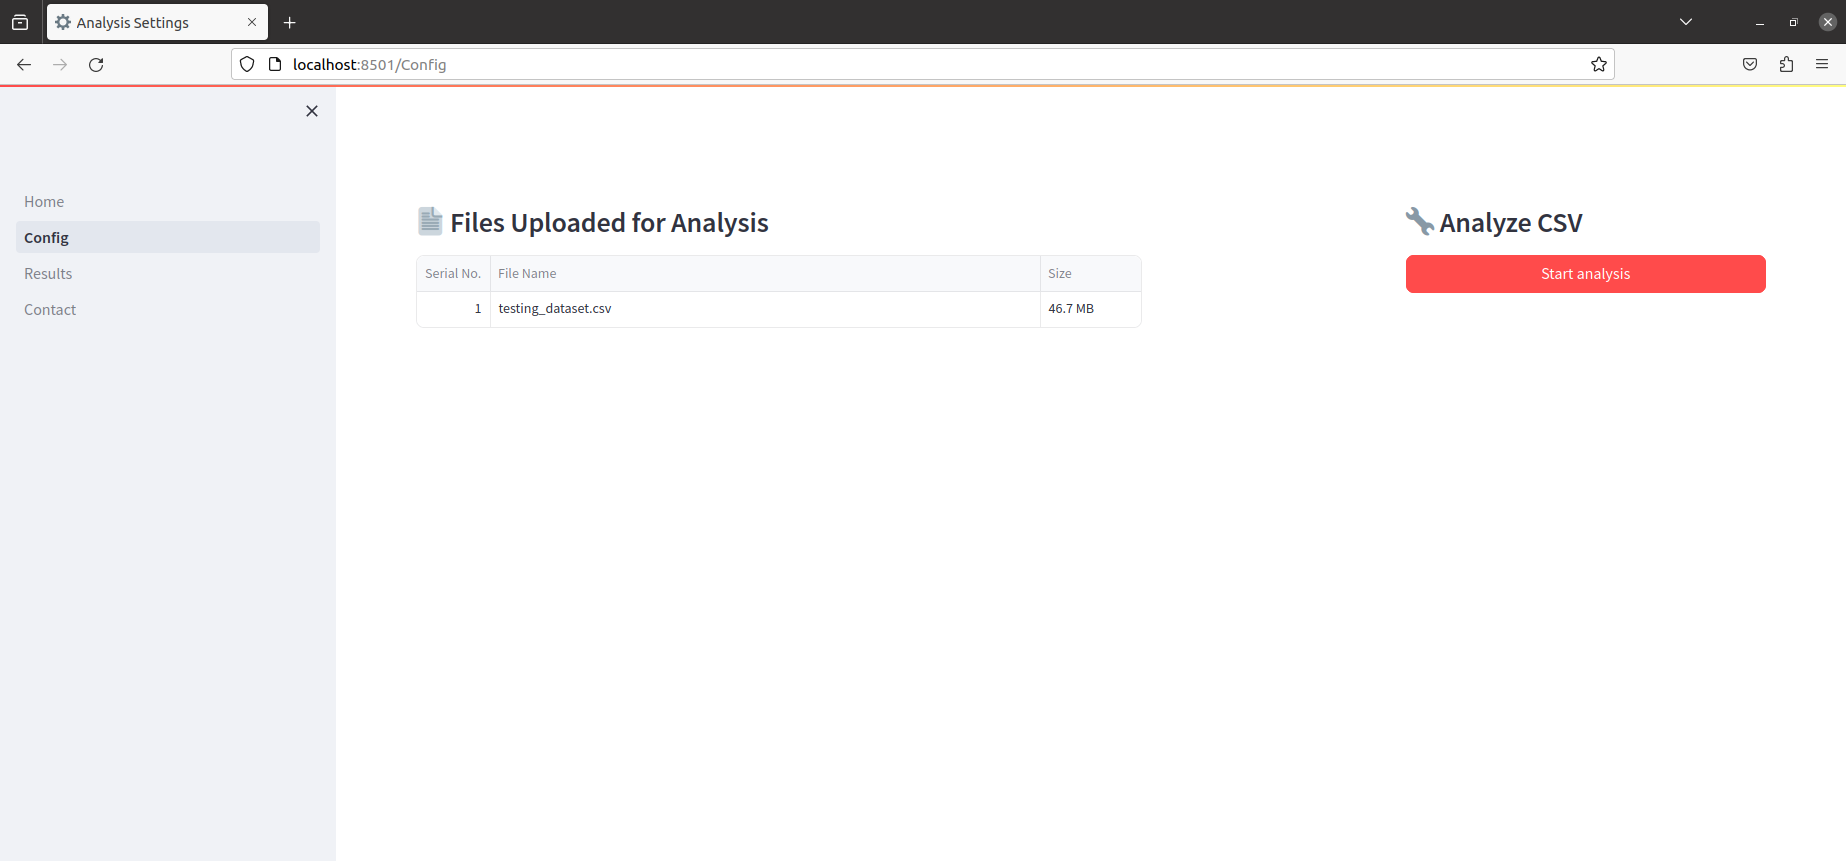 Analysis Settings
localhost:8501/Config
Home
Config
Results
Contact
Files Uploaded for Analysis
Serial No. File Name Size
1 testing_dataset.csv 46.7 MB
Analyze CSV
Start analysis